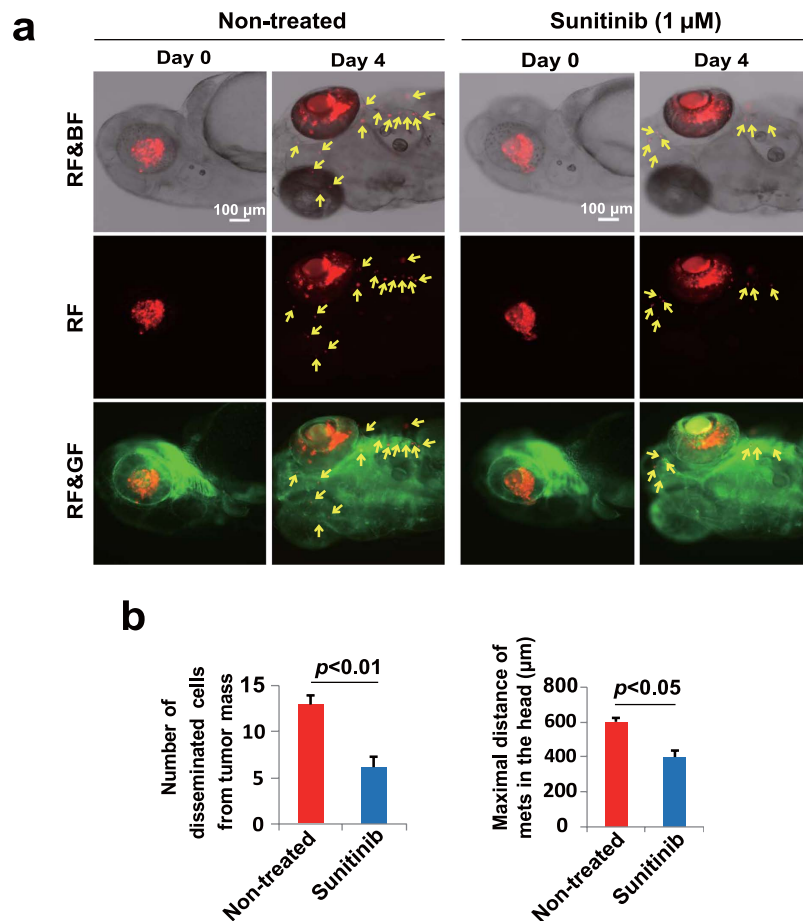 a
Non-treated
Sunitinib (1 µM)
Day 0
Day 4
Day 0
Day 4
RF&BF
100 µm
100 µm
RF
RF&GF
b
Number of
disseminated cells
from tumor mass
15
10
5
0
p<0.01
Non-treated
Sunitinib
Maximal distance of
mets in the head (µm)
800
600
400
200
0
p<0.05
Non-treated
Sunitinib